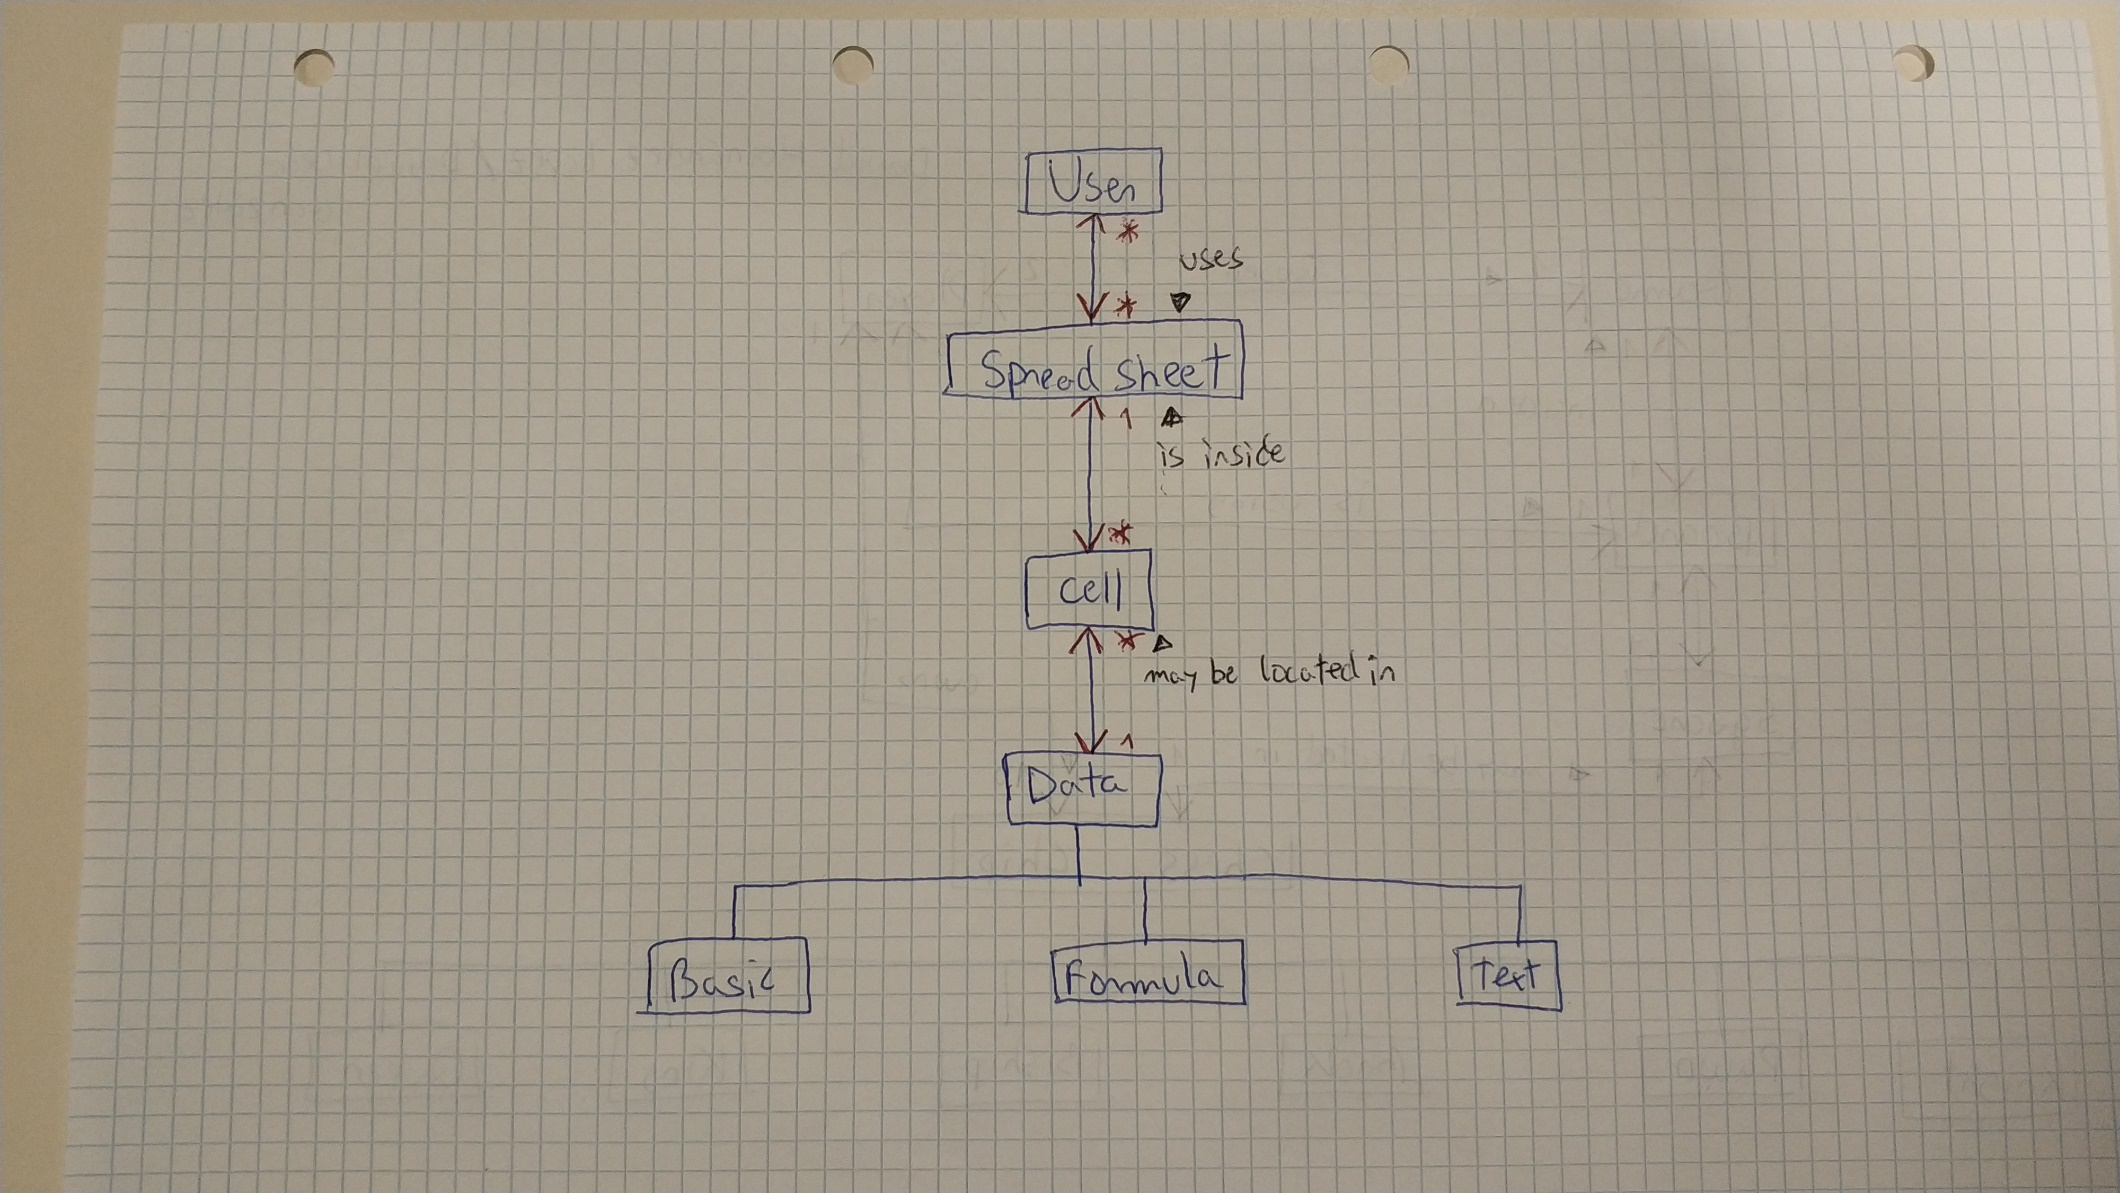 User
*
uses
*
Spread sheet
1
is inside
*
cell
*
may be located in
1
Data
Basic
Formula
Text